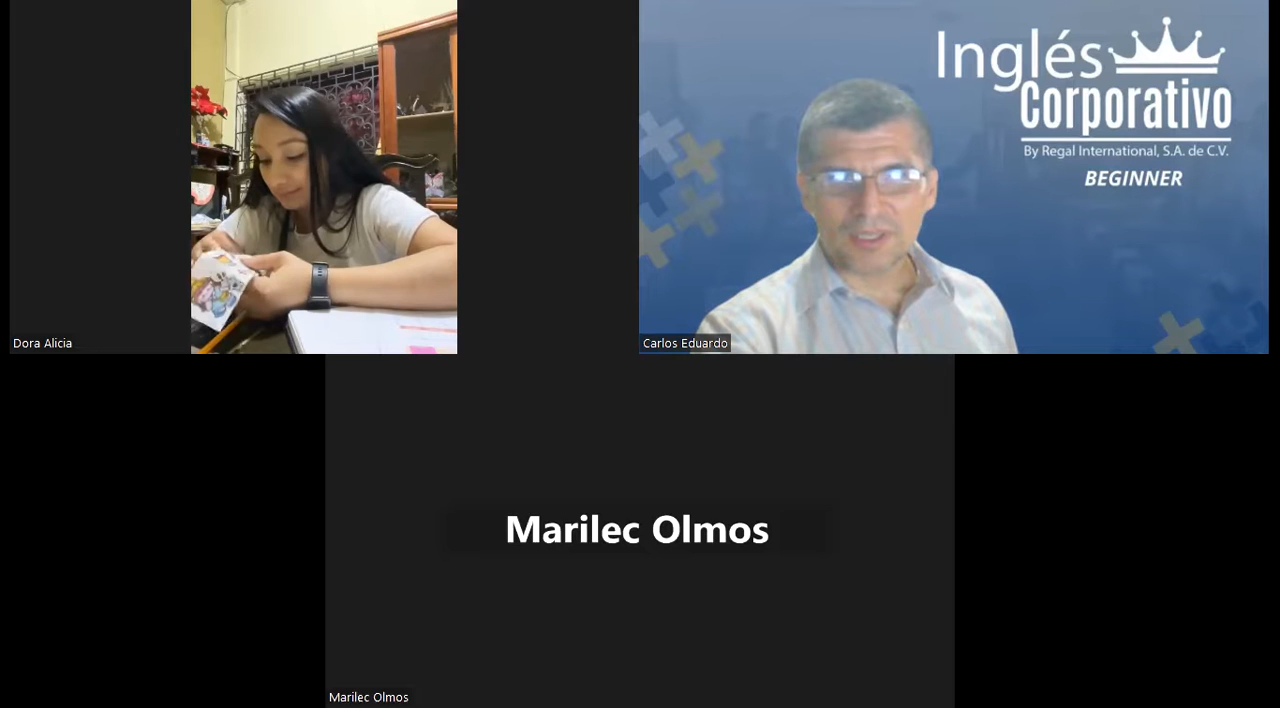 Inglés
Corporativo
By Regal International, S.A. de C.V.
BEGINNER
Dora Alicia
Carlos Eduardo
Marilec Olmos
Marilec Olmos